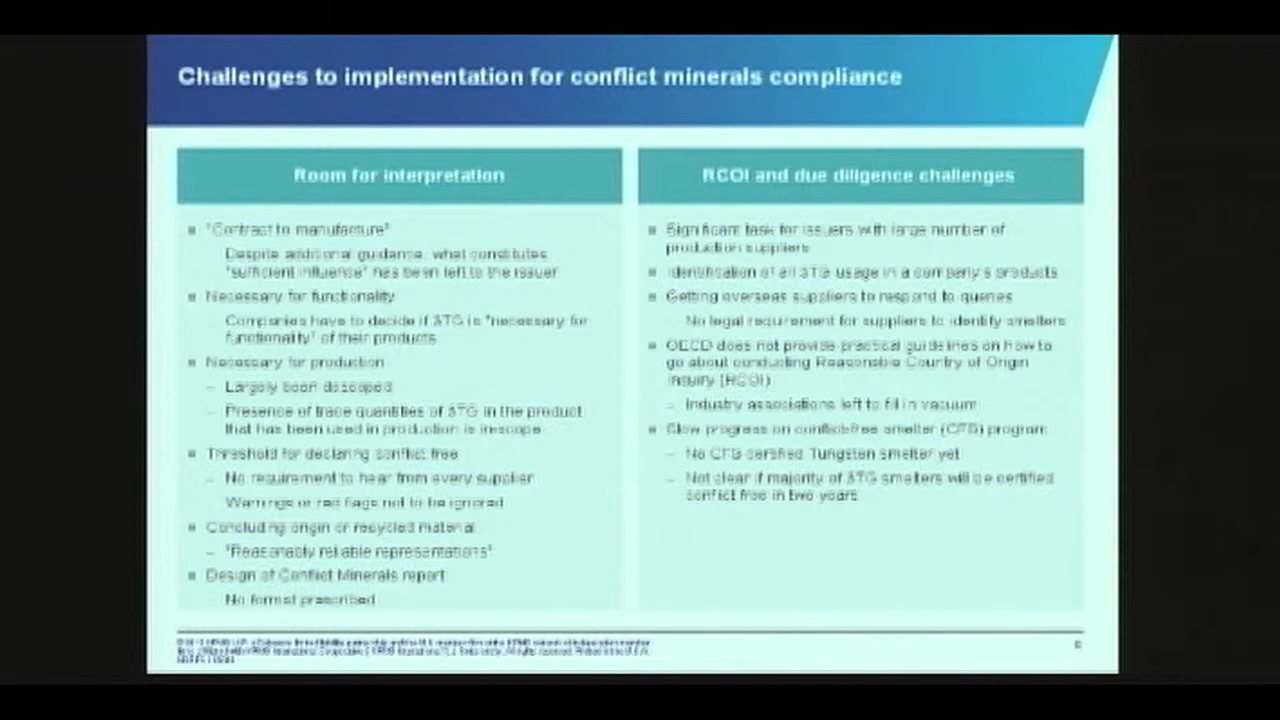 Challenges to implementation for conflict minerals compliance
Room for interpretation
"Contract to manufacture"
Despite additional guidance, what constitutes
"sufficient influence" has been left to the issuer
Necessary for functionality
Companies have to decide if 3TG is "necessary for
functionality" of their products
Necessary for production
– Largely been descoped
– Presence of trace quantities of 3TG in the product
that has been used in production is in-scope
Threshold for declaring conflict free
– No requirement to hear from every supplier
Warnings or red flags not to be ignored
Concluding origin or recycled material
– "Reasonably reliable representations"
Design of Conflict Minerals report
No format prescribed
RCOI and due diligence challenges
Significant task for issuers with large number of
production suppliers
Identification of all 3TG usage in a company's products
Getting overseas suppliers to respond to queries
No legal requirement for suppliers to identify smelters
OECD does not provide practical guidelines on how to
go about conducting Reasonable Country of Origin
Inquiry (RCOI)
– Industry associations left to fill in vacuum
Slow progress on conflict-free smelter (CFS) program
– No CFS certified Tungsten smelter yet
– Not clear if majority of 3TG smelters will be certified
conflict free in two years